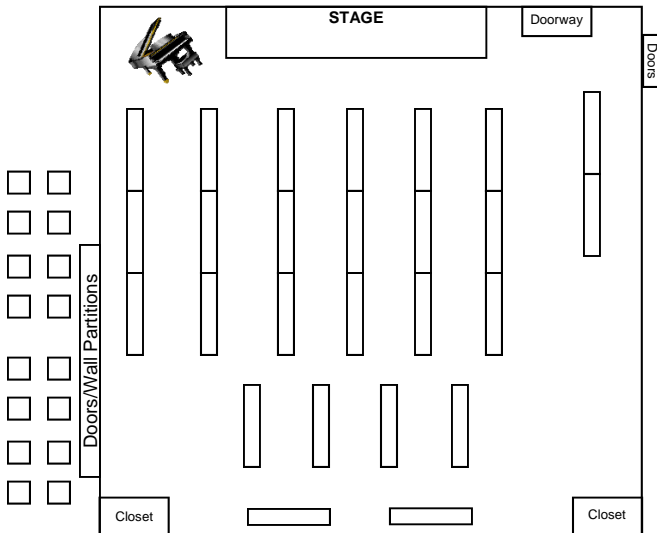 STAGE
Doorway
Doors
Doors/Wall Partitions
Closet
Closet